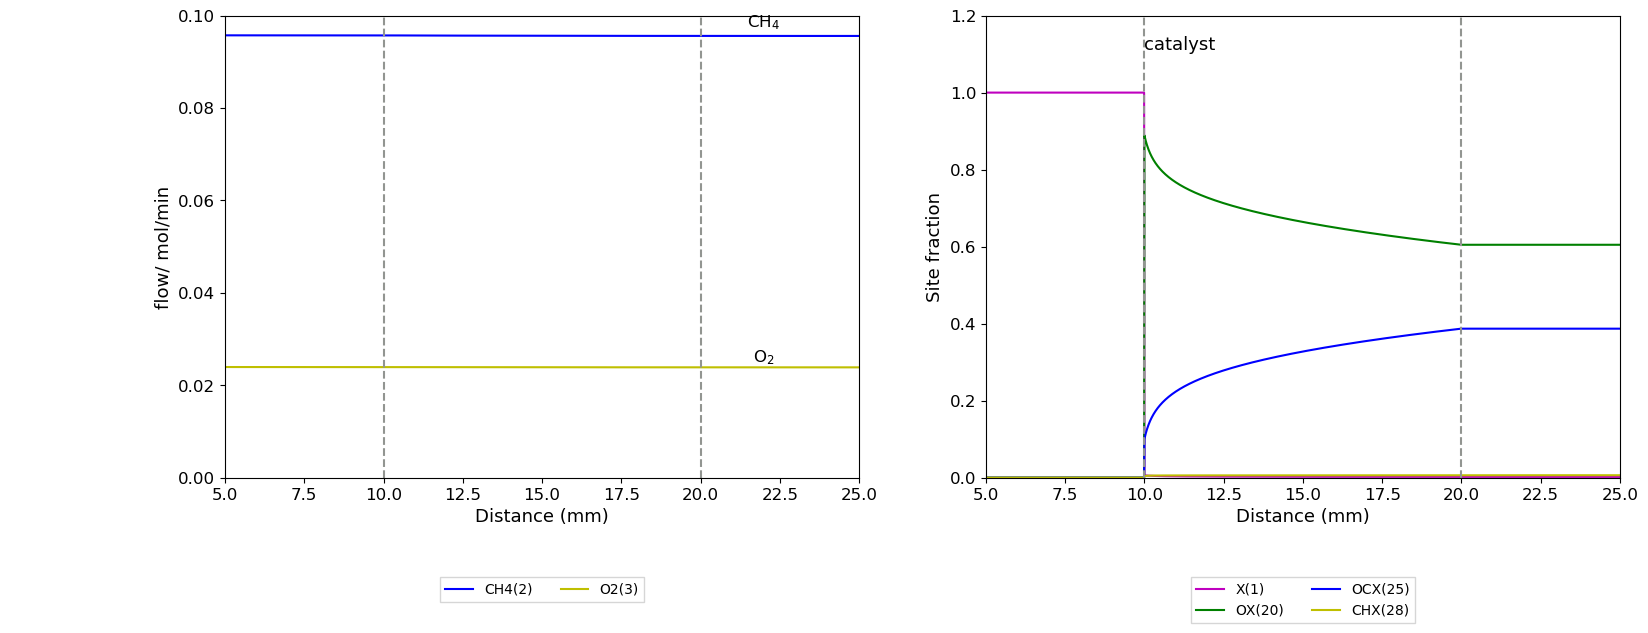 0.10
0.08
0.06
0.04
0.02
0.00
flow/ mol/min
CH₄
O₂
5.0 7.5 10.0 12.5 15.0 17.5 20.0 22.5 25.0
Distance (mm)
CH4(2) O2(3)
1.2
1.0
0.8
0.6
0.4
0.2
0.0
Site fraction
catalyst
5.0 7.5 10.0 12.5 15.0 17.5 20.0 22.5 25.0
Distance (mm)
X(1) OCX(25)
OX(20) CHX(28)